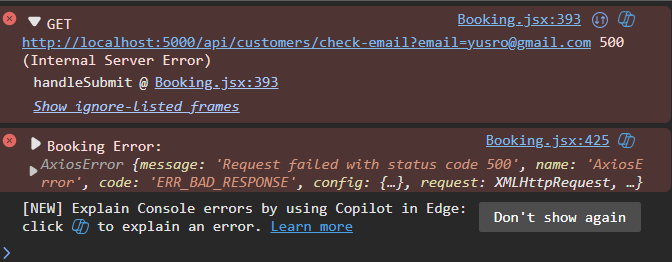 GET Booking.jsx:393
http://localhost:5000/api/customers/check-email?email=yusro@gmail.com 500
(Internal Server Error)
handleSubmit @ Booking.jsx:393
Show ignore-listed frames
Booking Error: Booking.jsx:425
AxiosError {message: 'Request failed with status code 500', name: 'AxiosE
rror', code: 'ERR_BAD_RESPONSE', config: {…}, request: XMLHttpRequest, …}
[NEW] Explain Console errors by using Copilot in Edge:
click to explain an error. Learn more
Don't show again